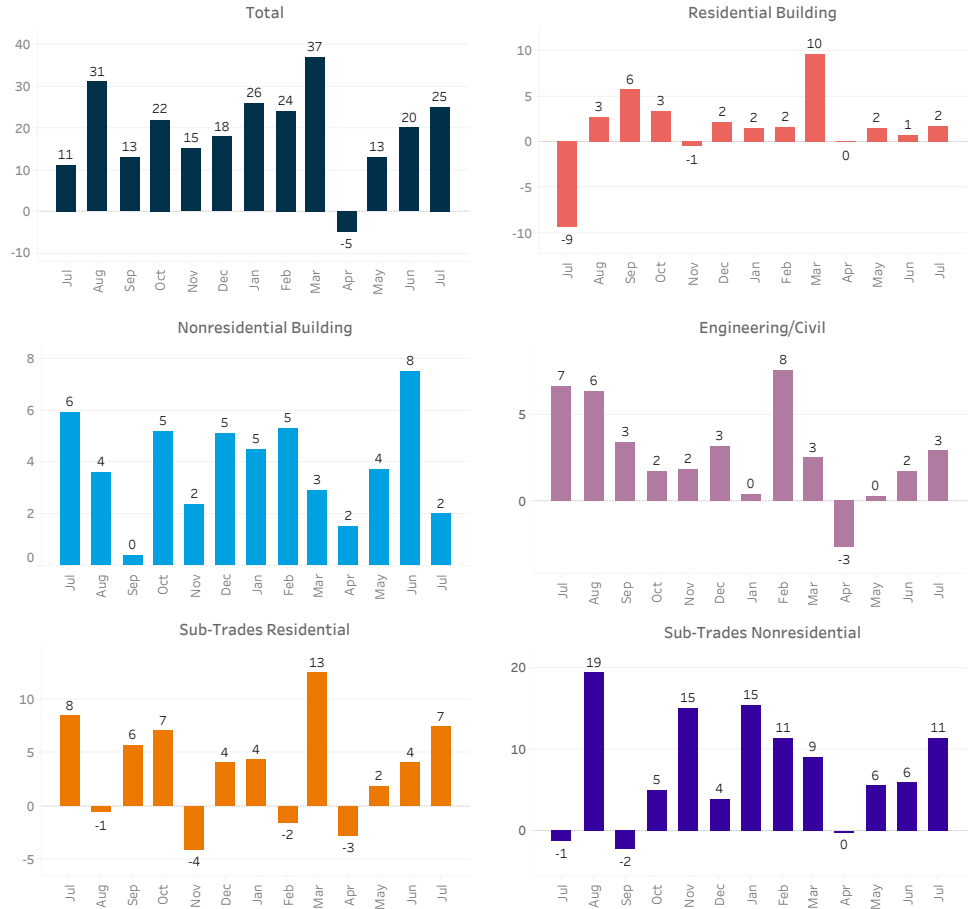 Total
40
30
20
10
0
-10
11
31
13
22
15
18
26
24
37
-5
13
20
25
Jul
Aug
Sep
Oct
Nov
Dec
Jan
Feb
Mar
Apr
May
Jun
Jul
Residential Building
10
5
0
-5
-10
-9
3
6
3
-1
2
2
2
10
0
2
1
2
Jul
Aug
Sep
Oct
Nov
Dec
Jan
Feb
Mar
Apr
May
Jun
Jul
Nonresidential Building
8
6
4
2
0
6
4
0
5
2
5
5
5
3
2
4
8
2
Jul
Aug
Sep
Oct
Nov
Dec
Jan
Feb
Mar
Apr
May
Jun
Jul
Engineering/Civil
5
0
7
6
3
2
2
3
0
8
3
-3
0
2
3
Jul
Aug
Sep
Oct
Nov
Dec
Jan
Feb
Mar
Apr
May
Jun
Jul
Sub-Trades Residential
10
5
0
-5
8
-1
6
7
-4
4
4
-2
13
-3
2
4
7
Jul
Aug
Sep
Oct
Nov
Dec
Jan
Feb
Mar
Apr
May
Jun
Jul
Sub-Trades Nonresidential
20
10
0
-1
19
-2
5
15
4
15
11
9
0
6
6
11
Jul
Aug
Sep
Oct
Nov
Dec
Jan
Feb
Mar
Apr
May
Jun
Jul